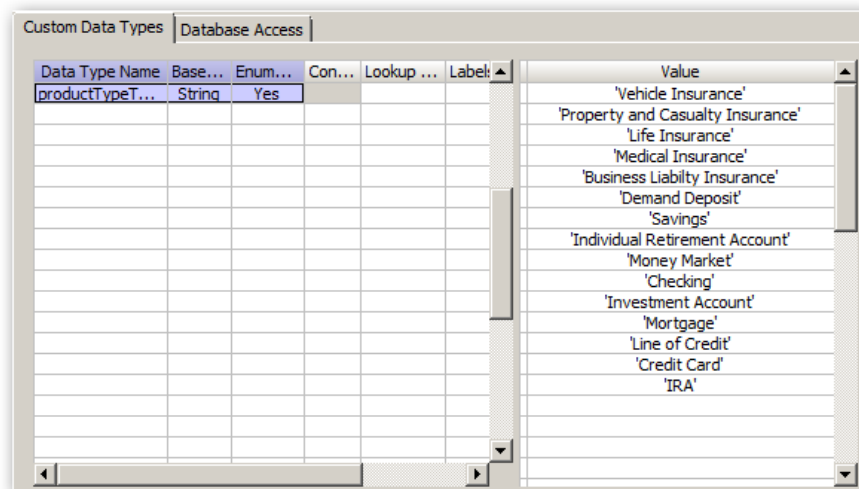 Custom Data Types Database Access
Data Type Name Base... Enum... Con... Lookup ... Labels
productTypeT... String Yes
Value
'Vehicle Insurance'
'Property and Casualty Insurance'
'Life Insurance'
'Medical Insurance'
'Business Liabilty Insurance'
'Demand Deposit'
'Savings'
'Individual Retirement Account'
'Money Market'
'Checking'
'Investment Account'
'Mortgage'
'Line of Credit'
'Credit Card'
'IRA'